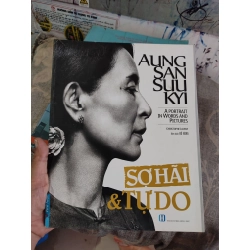 AUNG
SAN
SUU
KYI
A PORTRAIT
IN WORDS AND
PICTURES
SỢ HÃI
& TỰ DO